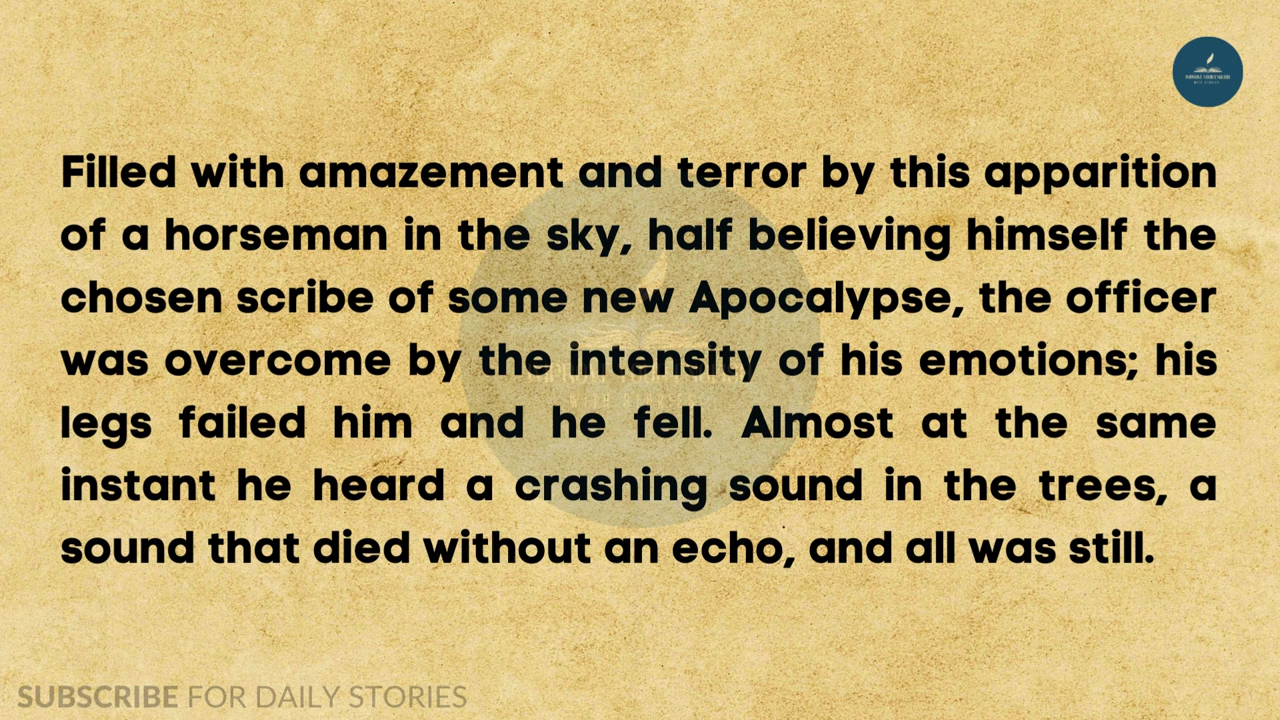 Filled with amazement and terror by this apparition
of a horseman in the sky, half believing himself the
chosen scribe of some new Apocalypse, the officer
was overcome by the intensity of his emotions; his
legs failed him and he fell. Almost at the same
instant he heard a crashing sound in the trees, a
sound that died without an echo, and all was still.
SUBSCRIBE FOR DAILY STORIES